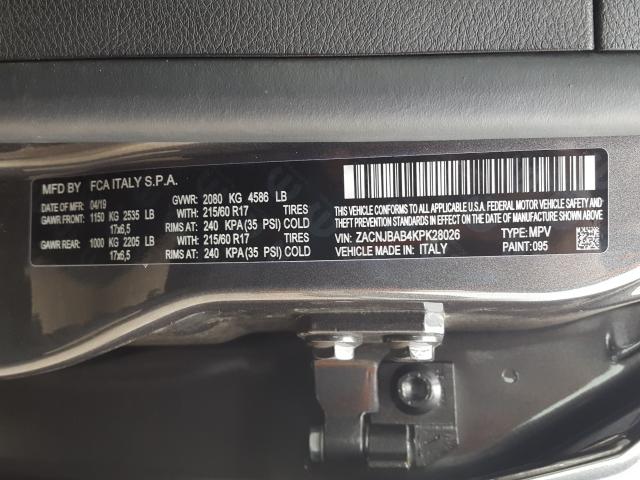 MFD BY FCA ITALY S.P.A.
DATE OF MFR 04/19 GVWR: 2080 KG 4586 LB
GAWR FRONT: 1150 KG 2535 LB WITH: 215/60 R17 TIRES
17x6,5 RIMS AT: 240 KPA(35 PSI) COLD
GAWR REAR: 1000 KG 2205 LB WITH: 215/60 R17 TIRES
17x6,5 RIMS AT: 240 KPA(35 PSI) COLD
THIS VEHICLE CONFORMS TO ALL APPLICABLE U.S. FEDERAL MOTOR VEHICLE SAFETY
AND THEFT PREVENTION STANDARDS IN EFFECT ON THE DATE OF MANUFACTURE SHOWN ABOVE
VIN: ZACNJBAB4KPK28026 TYPE: MPV
VEHICLE MADE IN: ITALY PAINT: 095